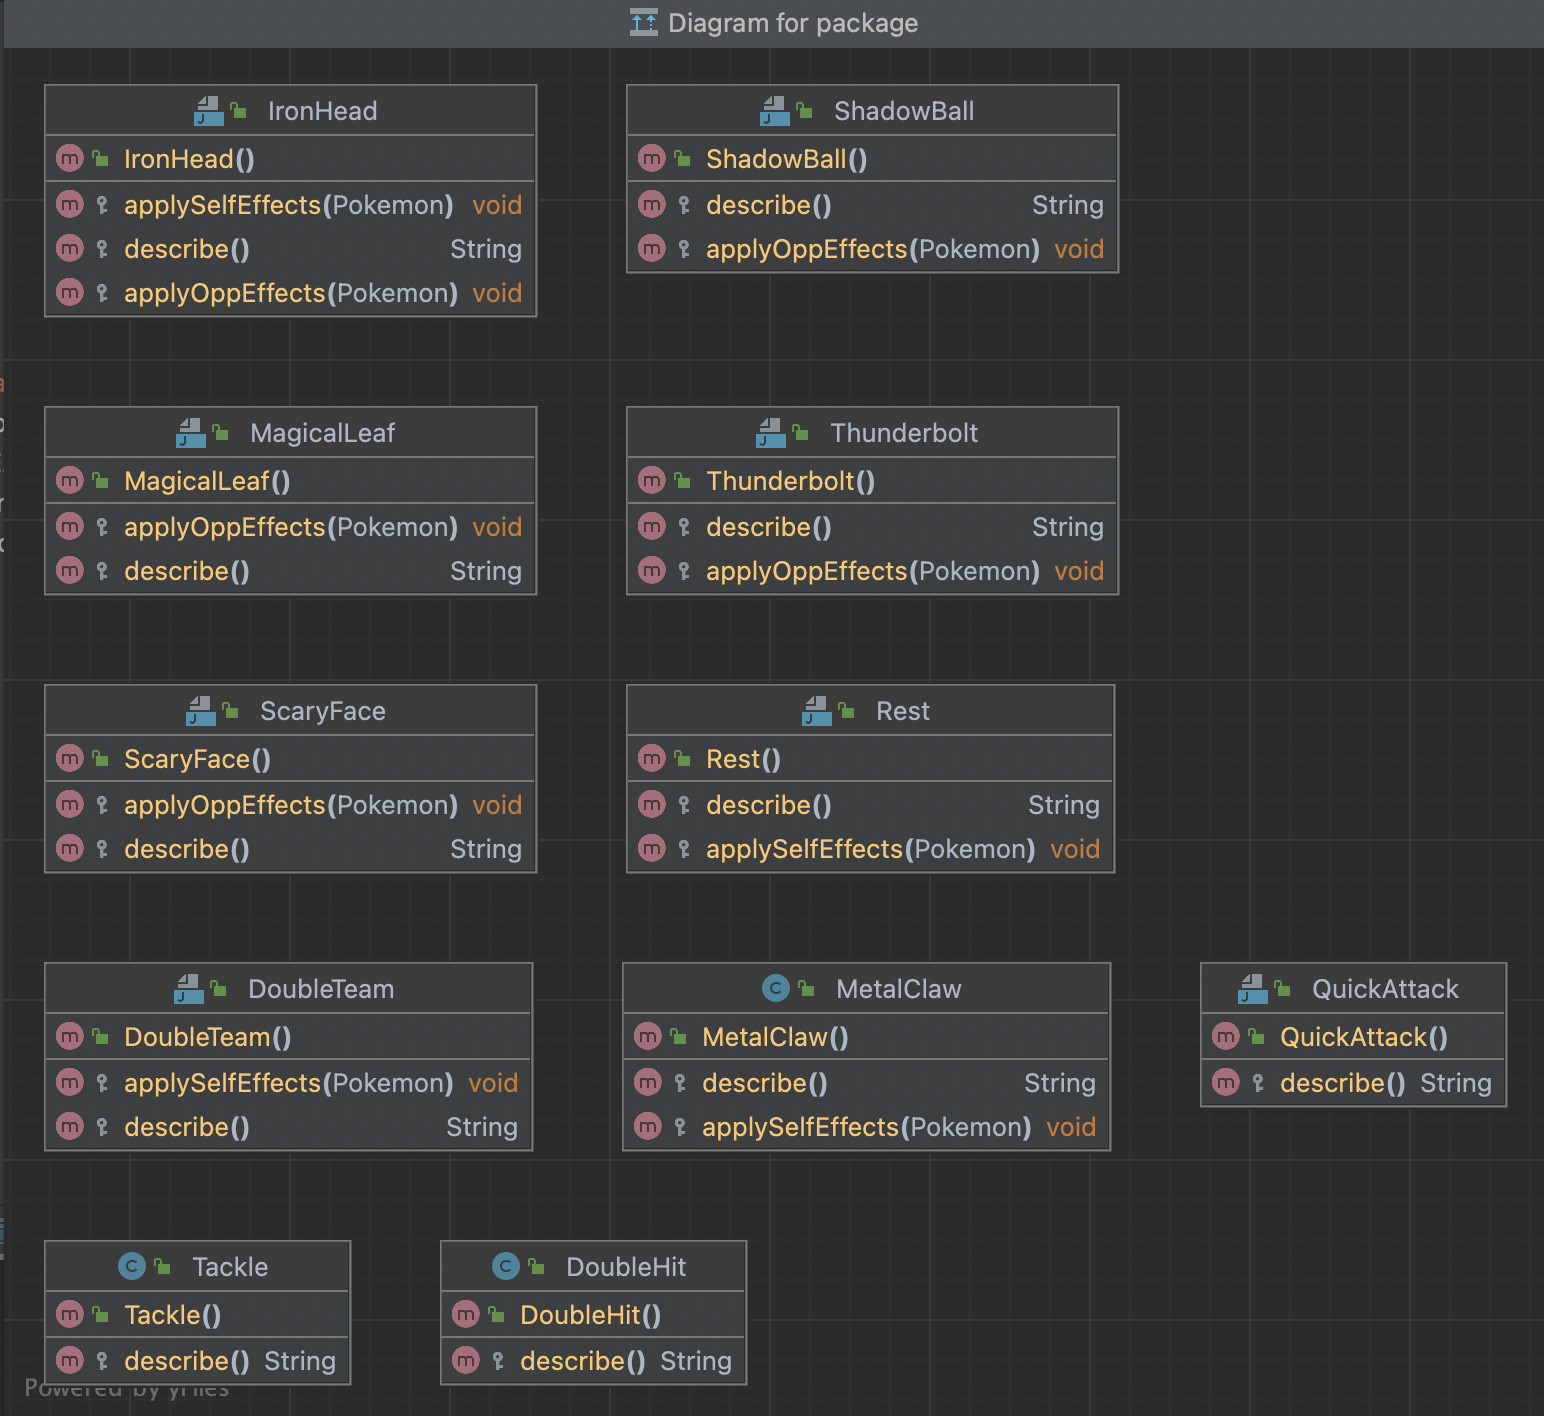 Diagram for package
IronHead
IronHead()
applySelfEffects(Pokemon) void
describe() String
applyOppEffects(Pokemon) void
ShadowBall
ShadowBall()
describe() String
applyOppEffects(Pokemon) void
MagicalLeaf
MagicalLeaf()
applyOppEffects(Pokemon) void
describe() String
Thunderbolt
Thunderbolt()
describe() String
applyOppEffects(Pokemon) void
ScaryFace
ScaryFace()
applyOppEffects(Pokemon) void
describe() String
Rest
Rest()
describe() String
applySelfEffects(Pokemon) void
DoubleTeam
DoubleTeam()
applySelfEffects(Pokemon) void
describe() String
MetalClaw
MetalClaw()
describe() String
applySelfEffects(Pokemon) void
QuickAttack
QuickAttack()
describe() String
Tackle
Tackle()
describe() String
DoubleHit
DoubleHit()
describe() String
Powered by yFiles